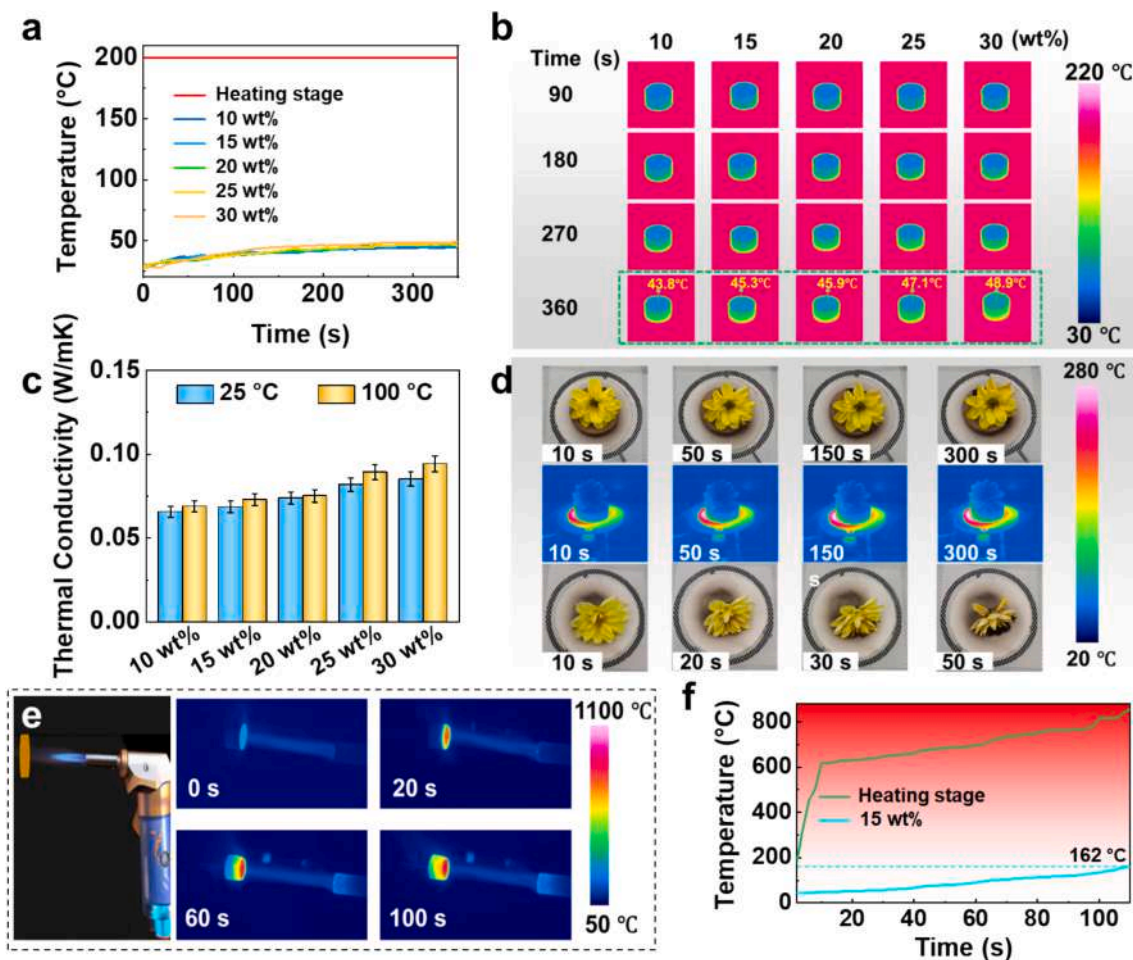 a
Temperature (°C)
200
150
100
50
Heating stage
10 wt%
15 wt%
20 wt%
25 wt%
30 wt%
0 100 200 300
Time (s)
b
10 15 20 25 30 (wt%)
Time (s)
90
180
270
360
43.8°C 45.3°C 45.9°C 47.1°C 48.9°C
220 °C
30 °C
c
Thermal Conductivity (W/mK)
0.15
0.10
0.05
0.00
25 °C 100 °C
10 wt% 15 wt% 20 wt% 25 wt% 30 wt%
d
10 s 50 s 150 s 300 s
10 s 50 s 150 300 s
s
10 s 20 s 30 s 50 s
280 °C
20 °C
e
0 s 20 s
60 s 100 s
1100 °C
50 °C
f
Temperature (°C)
800
600
400
200
0
Heating stage
15 wt%
162 °C
20 40 60 80 100
Time (s)